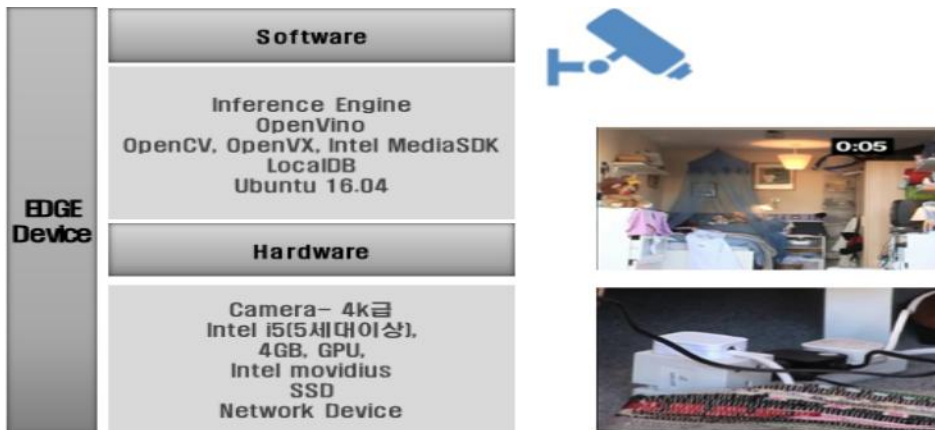 EDGE
Device
Software
Inference Engine
OpenVino
OpenCV, OpenVX, Intel MediaSDK
LocalDB
Ubuntu 16.04
Hardware
Camera- 4k급
Intel i5(5세대이상),
4GB, GPU,
Intel movidius
SSD
Network Device
0:05